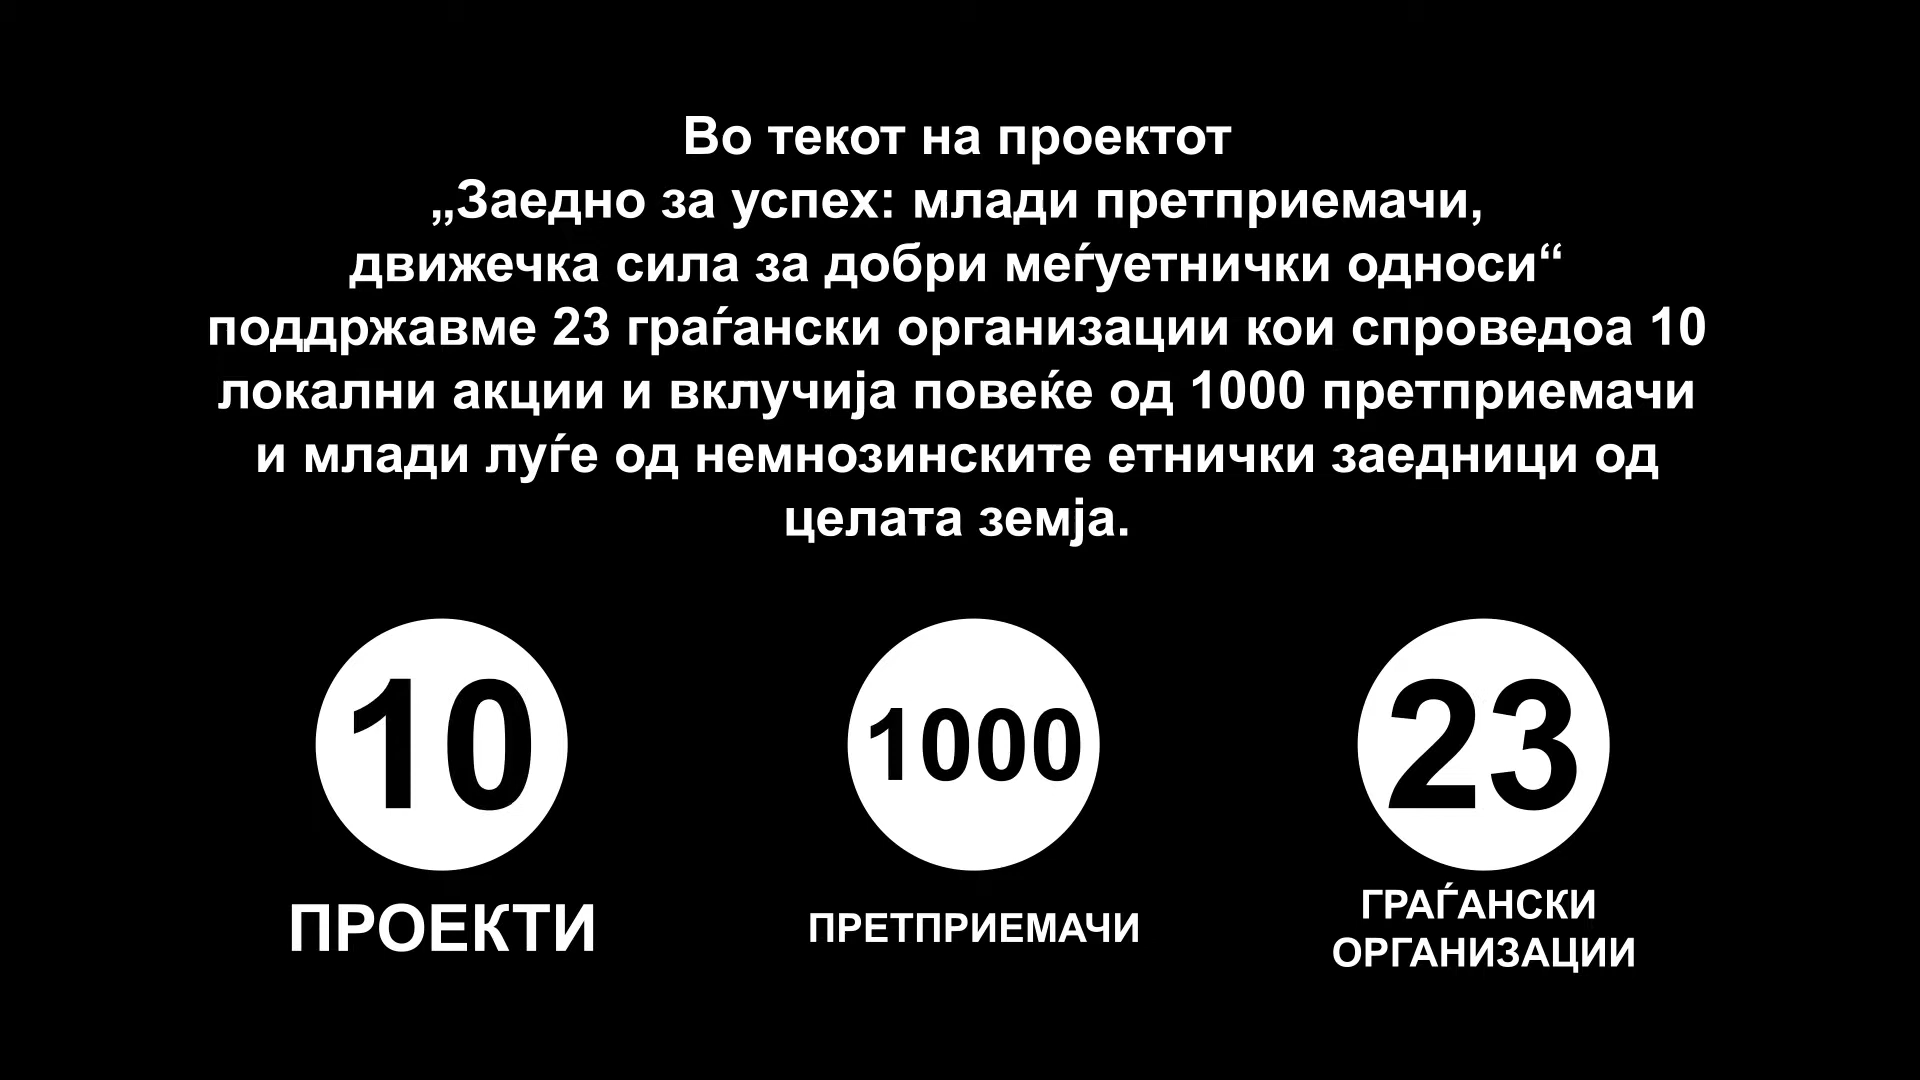 Во текот на проектот
„Заедно за успех: млади претприемачи,
движечка сила за добри меѓуетнички односи“
поддржавме 23 граѓански организации кои спроведоа 10
локални акции и вклучија повеќе од 1000 претприемачи
и млади луѓе од немнозинските етнички заедници од
целата земја.
10
1000
23
ПРОЕКТИ
ПРЕТПРИЕМАЧИ
ГРАЃАНСКИ
ОРГАНИЗАЦИИ